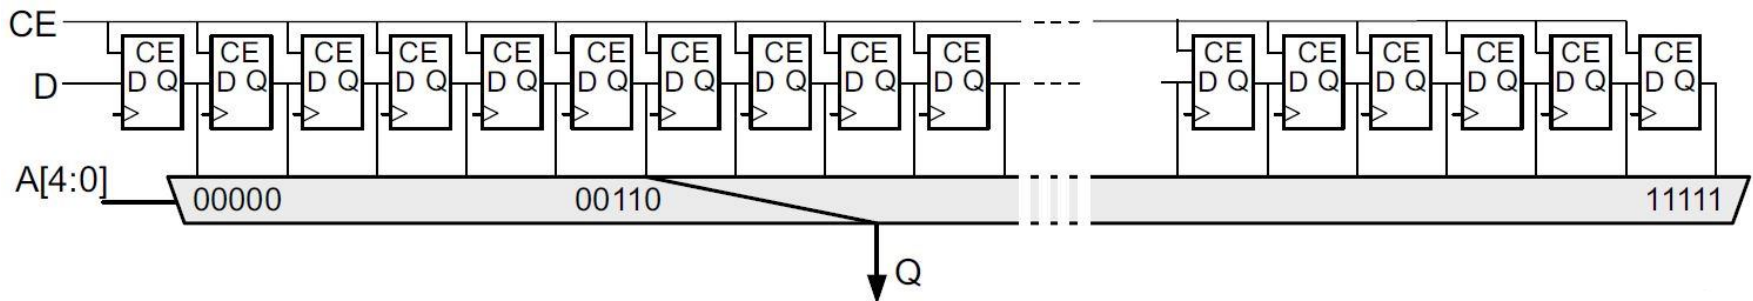 CE
CE CE CE CE CE CE CE CE CE CE CE CE CE CE CE CE
D D Q D Q D Q D Q D Q D Q D Q D Q D Q D Q D Q D Q D Q D Q D Q D Q
A[4:0]
00000 00110 11111
Q